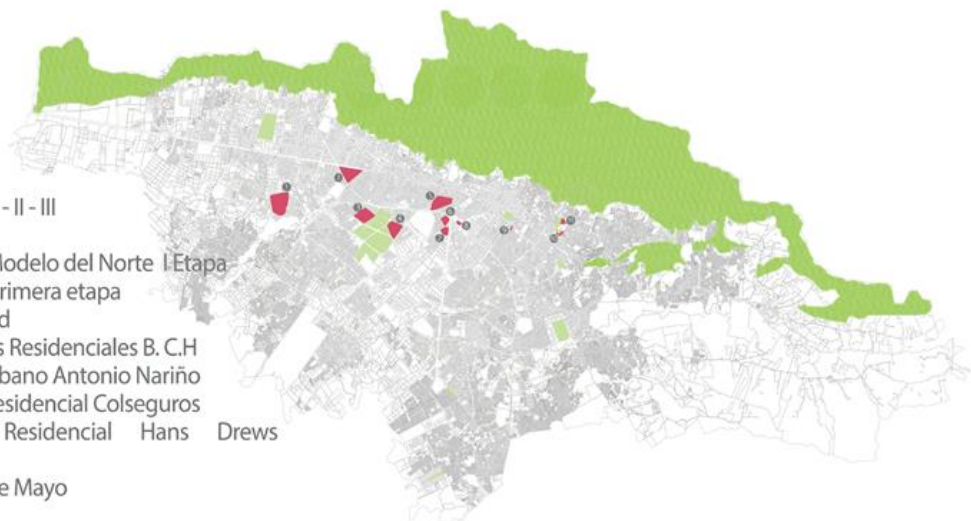 - II - III
Modelo del Norte I Etapa
rimera etapa
d
s Residenciales B. C.H
bano Antonio Nariño
esidencial Colseguros
Residencial Hans Drews
e Mayo